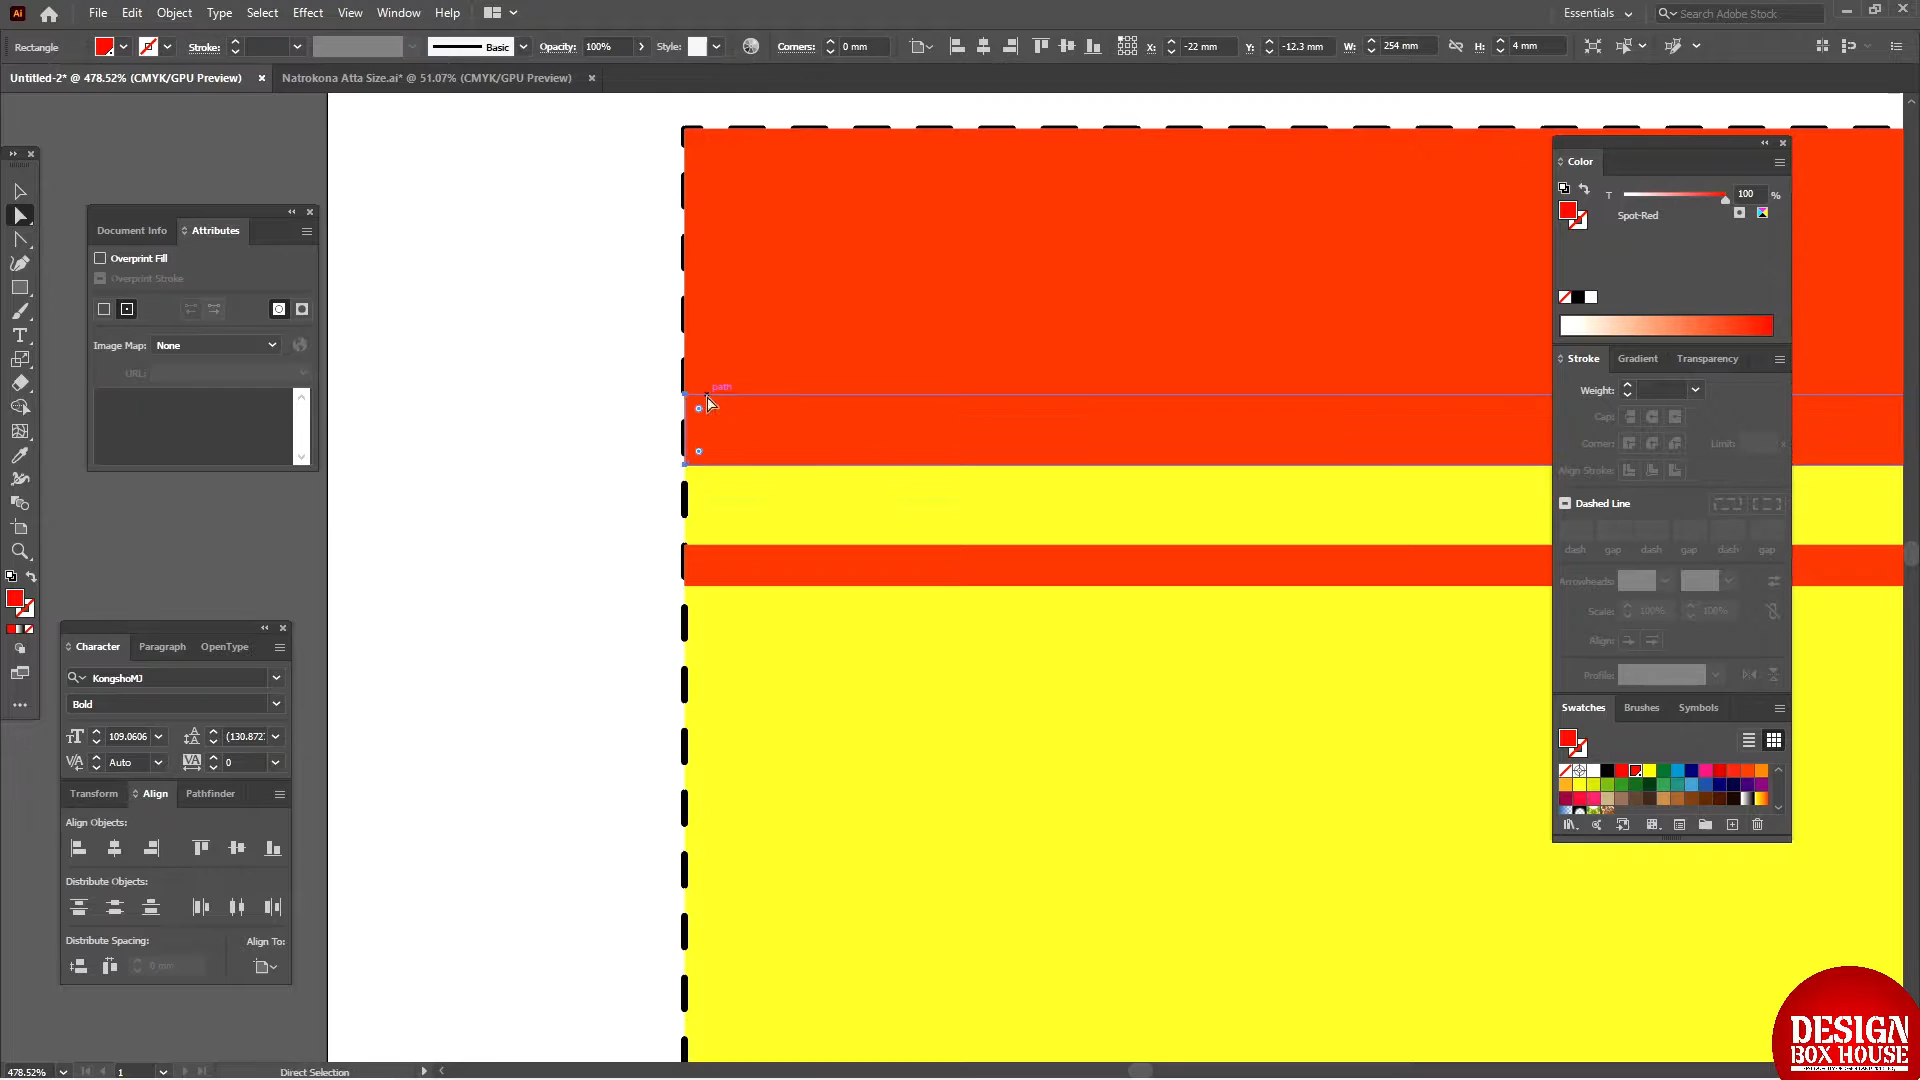 Ai File Edit Object Type Select Effect View Window Help Essentials Search Adobe Stock
Rectangle Stroke: Basic Opacity: 100% Style: Corners: 0 mm X: -22 mm Y: -12.3 mm W: 254 mm H: 4 mm
Untitled-2* @ 478.52% (CMYK/GPU Preview) Natrokona Atta Size.ai* @ 51.07% (CMYK/GPU Preview)
Color
T 100 %
Spot-Red
Document Info Attributes
Overprint Fill
Overprint Stroke
Image Map: None
URL:
path
Stroke Gradient Transparency
Weight:
Cap:
Corner: Limit: x
Align Stroke:
Dashed Line
dash gap dash gap dash gap
Arrowheads:
Scale: 100% 100%
Align:
Profile:
Character Paragraph OpenType
KongshoMJ
Bold
109.0606 (130.872
Auto 0
Transform Align Pathfinder
Align Objects:
Distribute Objects:
Distribute Spacing: Align To:
0 mm
Swatches Brushes Symbols
DESIGN
BOX HOUSE
478.52% 1 Direct Selection